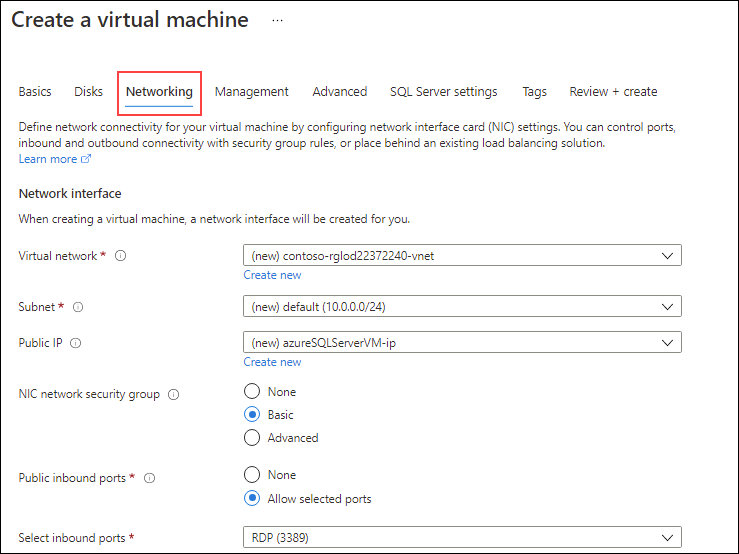 Create a virtual machine ...
Basics Disks Networking Management Advanced SQL Server settings Tags Review + create
Define network connectivity for your virtual machine by configuring network interface card (NIC) settings. You can control ports,
inbound and outbound connectivity with security group rules, or place behind an existing load balancing solution.
Learn more
Network interface
When creating a virtual machine, a network interface will be created for you.
Virtual network * (new) contoso-rglod22372240-vnet
Create new
Subnet * (new) default (10.0.0.0/24)
Public IP (new) azureSQLServerVM-ip
Create new
NIC network security group None
Basic
Advanced
Public inbound ports * None
Allow selected ports
Select inbound ports * RDP (3389)